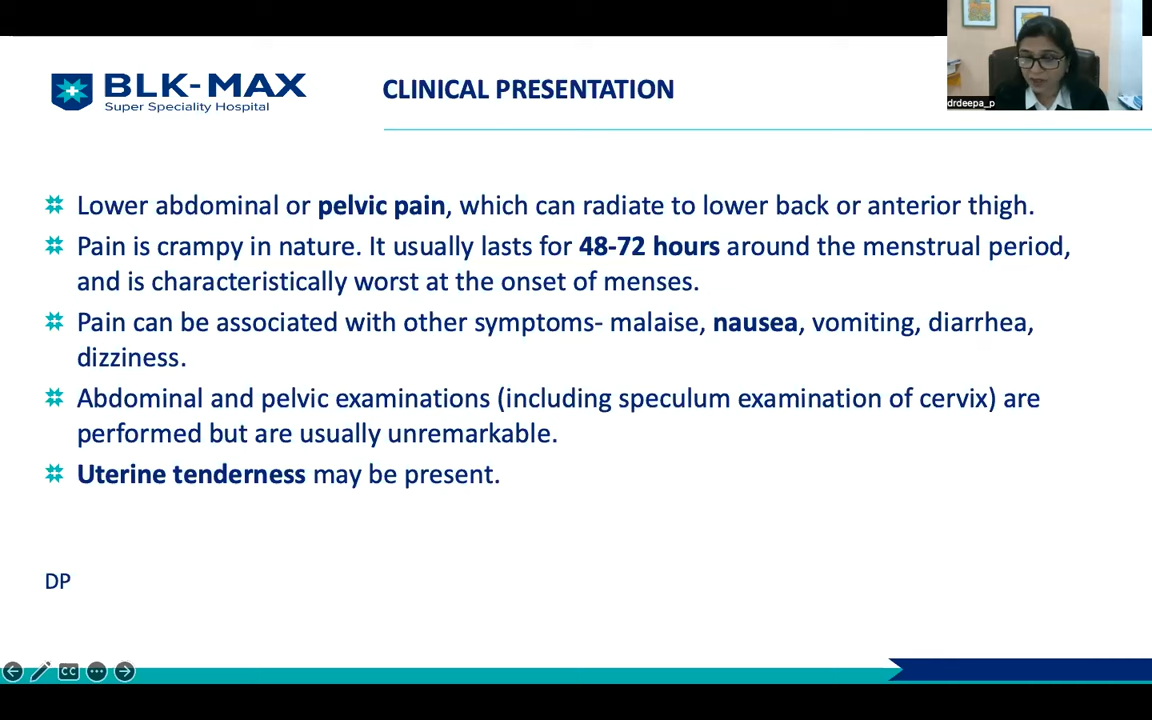 BLK-MAX
Super Speciality Hospital
CLINICAL PRESENTATION
drdeepa_p
Lower abdominal or pelvic pain, which can radiate to lower back or anterior thigh.
Pain is crampy in nature. It usually lasts for 48-72 hours around the menstrual period,
and is characteristically worst at the onset of menses.
Pain can be associated with other symptoms- malaise, nausea, vomiting, diarrhea,
dizziness.
Abdominal and pelvic examinations (including speculum examination of cervix) are
performed but are usually unremarkable.
Uterine tenderness may be present.
DP
CC